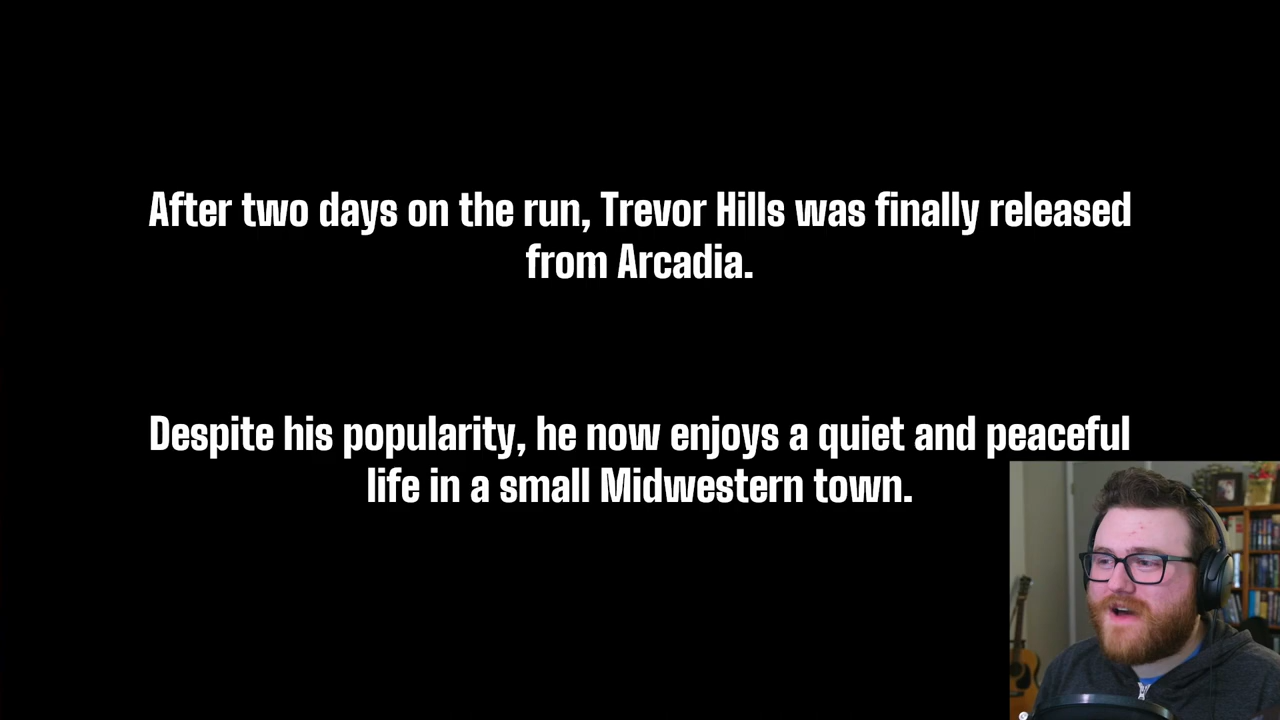 After two days on the run, Trevor Hills was finally released
from Arcadia.
Despite his popularity, he now enjoys a quiet and peaceful
life in a small Midwestern town.